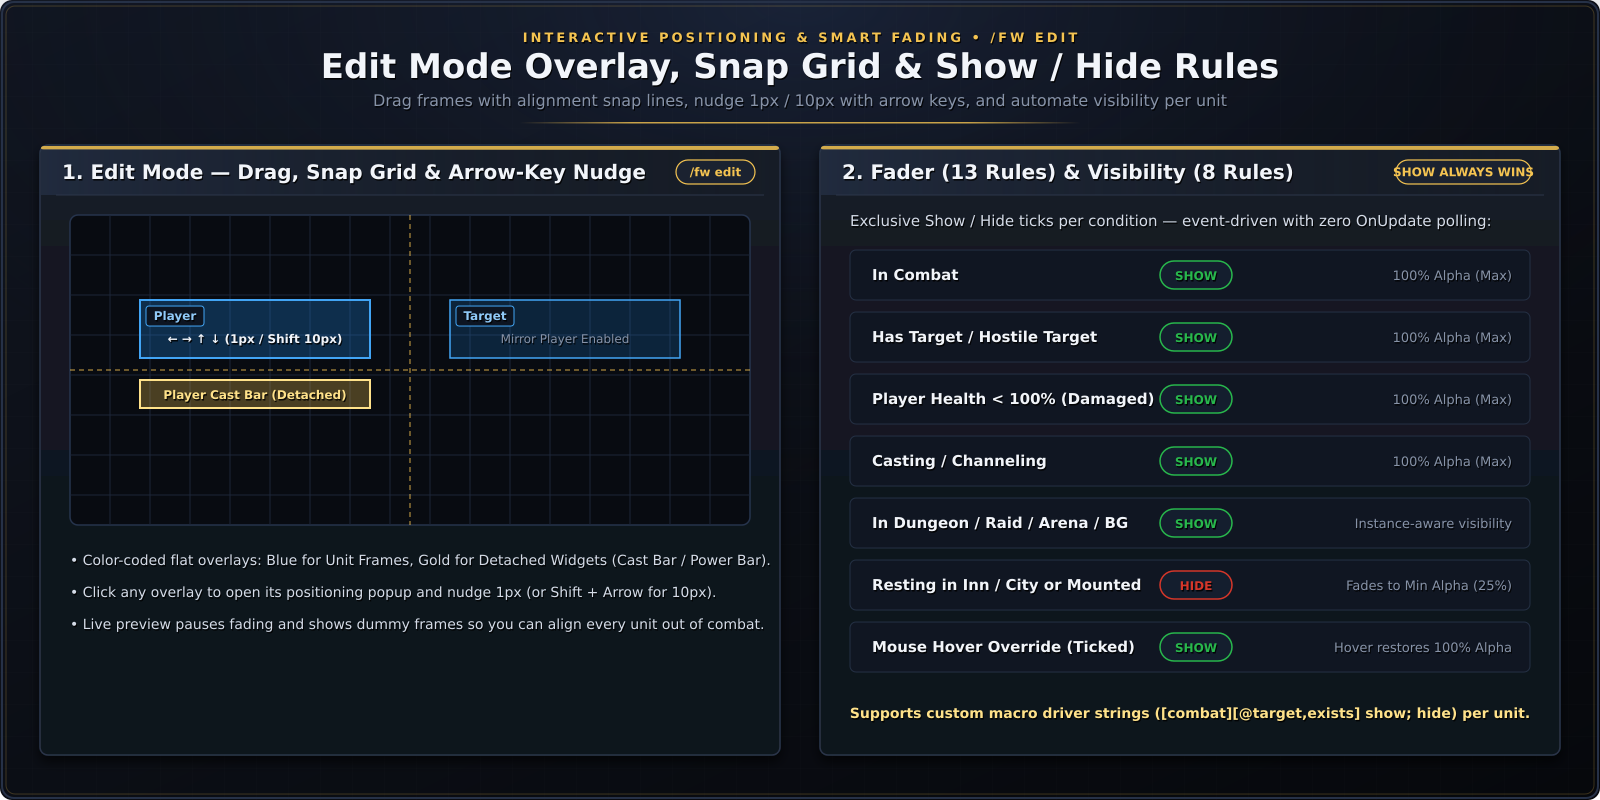 INTERACTIVE POSITIONING & SMART FADING • /FW EDIT
Edit Mode Overlay, Snap Grid & Show / Hide Rules
Drag frames with alignment snap lines, nudge 1px / 10px with arrow keys, and automate visibility per unit
1. Edit Mode — Drag, Snap Grid & Arrow-Key Nudge
/fw edit
Player
← → ↑ ↓ (1px / Shift 10px)
Target
Mirror Player Enabled
Player Cast Bar (Detached)
• Color-coded flat overlays: Blue for Unit Frames, Gold for Detached Widgets (Cast Bar / Power Bar).
• Click any overlay to open its positioning popup and nudge 1px (or Shift + Arrow for 10px).
• Live preview pauses fading and shows dummy frames so you can align every unit out of combat.
2. Fader (13 Rules) & Visibility (8 Rules)
SHOW ALWAYS WINS
Exclusive Show / Hide ticks per condition — event-driven with zero OnUpdate polling:
In Combat SHOW 100% Alpha (Max)
Has Target / Hostile Target SHOW 100% Alpha (Max)
Player Health < 100% (Damaged) SHOW 100% Alpha (Max)
Casting / Channeling SHOW 100% Alpha (Max)
In Dungeon / Raid / Arena / BG SHOW Instance-aware visibility
Resting in Inn / City or Mounted HIDE Fades to Min Alpha (25%)
Mouse Hover Override (Ticked) SHOW Hover restores 100% Alpha
Supports custom macro driver strings ([combat][@target,exists] show; hide) per unit.